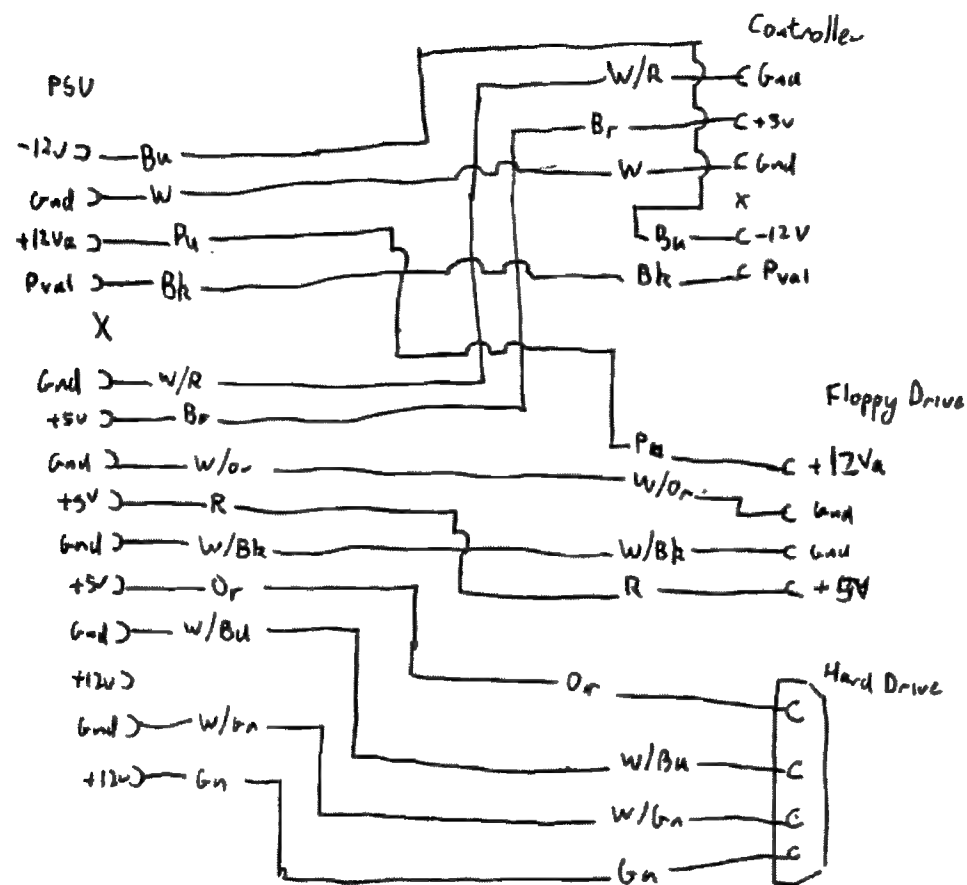 Controller
PSU
W/R Gnd
Br +5v
-12v Bu
W Gnd
Gnd W
X
+12Va Pu
Bu -12V
Pval Bk
Bk Pval
X
Gnd W/R
+5v Br
Floppy Drive
Gnd W/Or
Pu +12Va
+5V R
W/Or Gnd
Gnd W/Bk
W/Bk Gnd
+5V Or
R +5V
Gnd W/Bu
+12v
Hard Drive
Or
Gnd W/Gn
W/Bu
+12v Gn
W/Gn
Gn